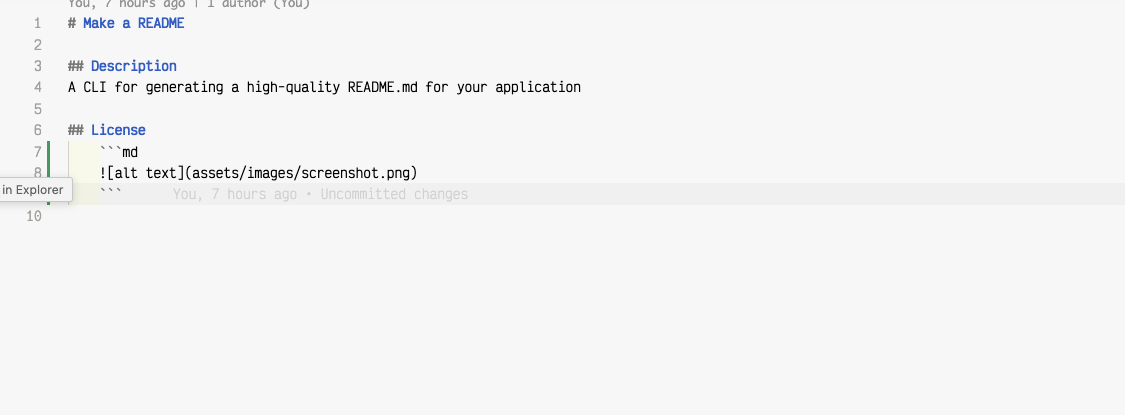 You, 7 hours ago | 1 author (You)
1 # Make a README
2
3 ## Description
4 A CLI for generating a high-quality README.md for your application
5
6 ## License
7 ```md
8 ![alt text](assets/images/screenshot.png)
in Explorer
``` You, 7 hours ago • Uncommitted changes
10